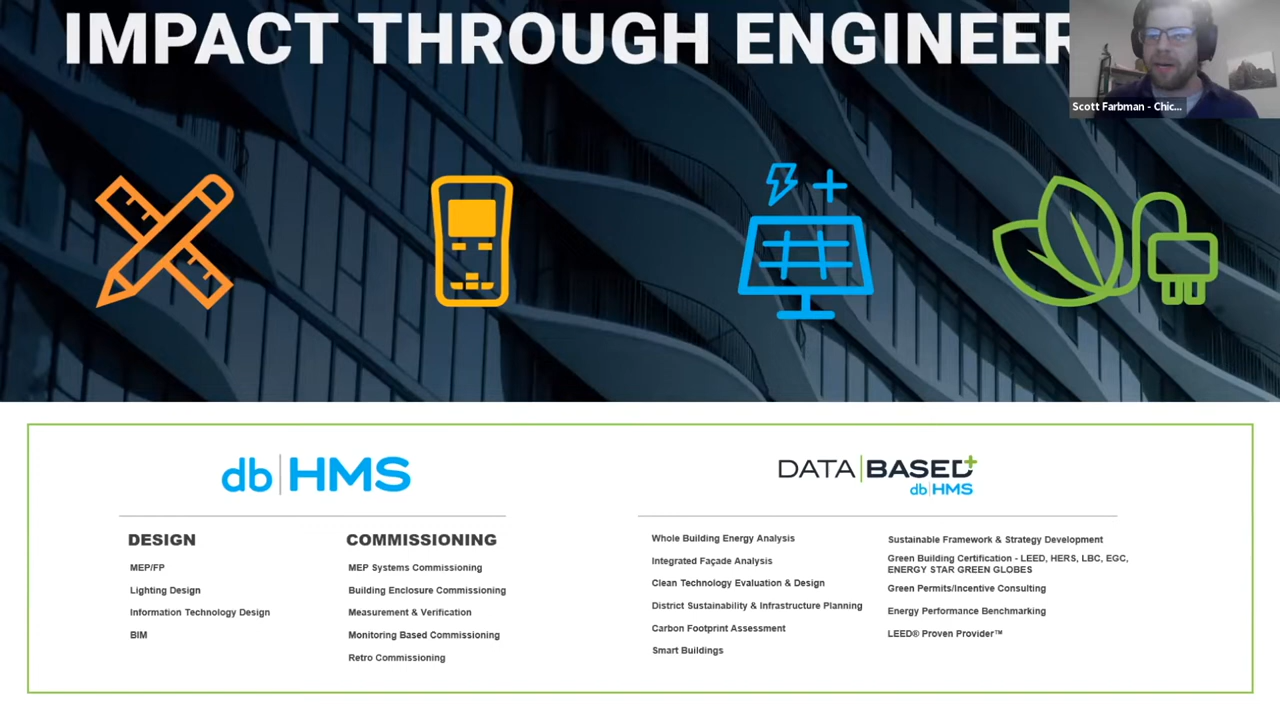 IMPACT THROUGH ENGINEER
Scott Farbman - Chic...
db|HMS
DESIGN
MEP/FP
Lighting Design
Information Technology Design
BIM
COMMISSIONING
MEP Systems Commissioning
Building Enclosure Commissioning
Measurement & Verification
Monitoring Based Commissioning
Retro Commissioning
DATA|BASED+
db|HMS
Whole Building Energy Analysis
Integrated Façade Analysis
Clean Technology Evaluation & Design
District Sustainability & Infrastructure Planning
Carbon Footprint Assessment
Smart Buildings
Sustainable Framework & Strategy Development
Green Building Certification - LEED, HERS, LBC, EGC,
ENERGY STAR GREEN GLOBES
Green Permits/Incentive Consulting
Energy Performance Benchmarking
LEED® Proven Provider™